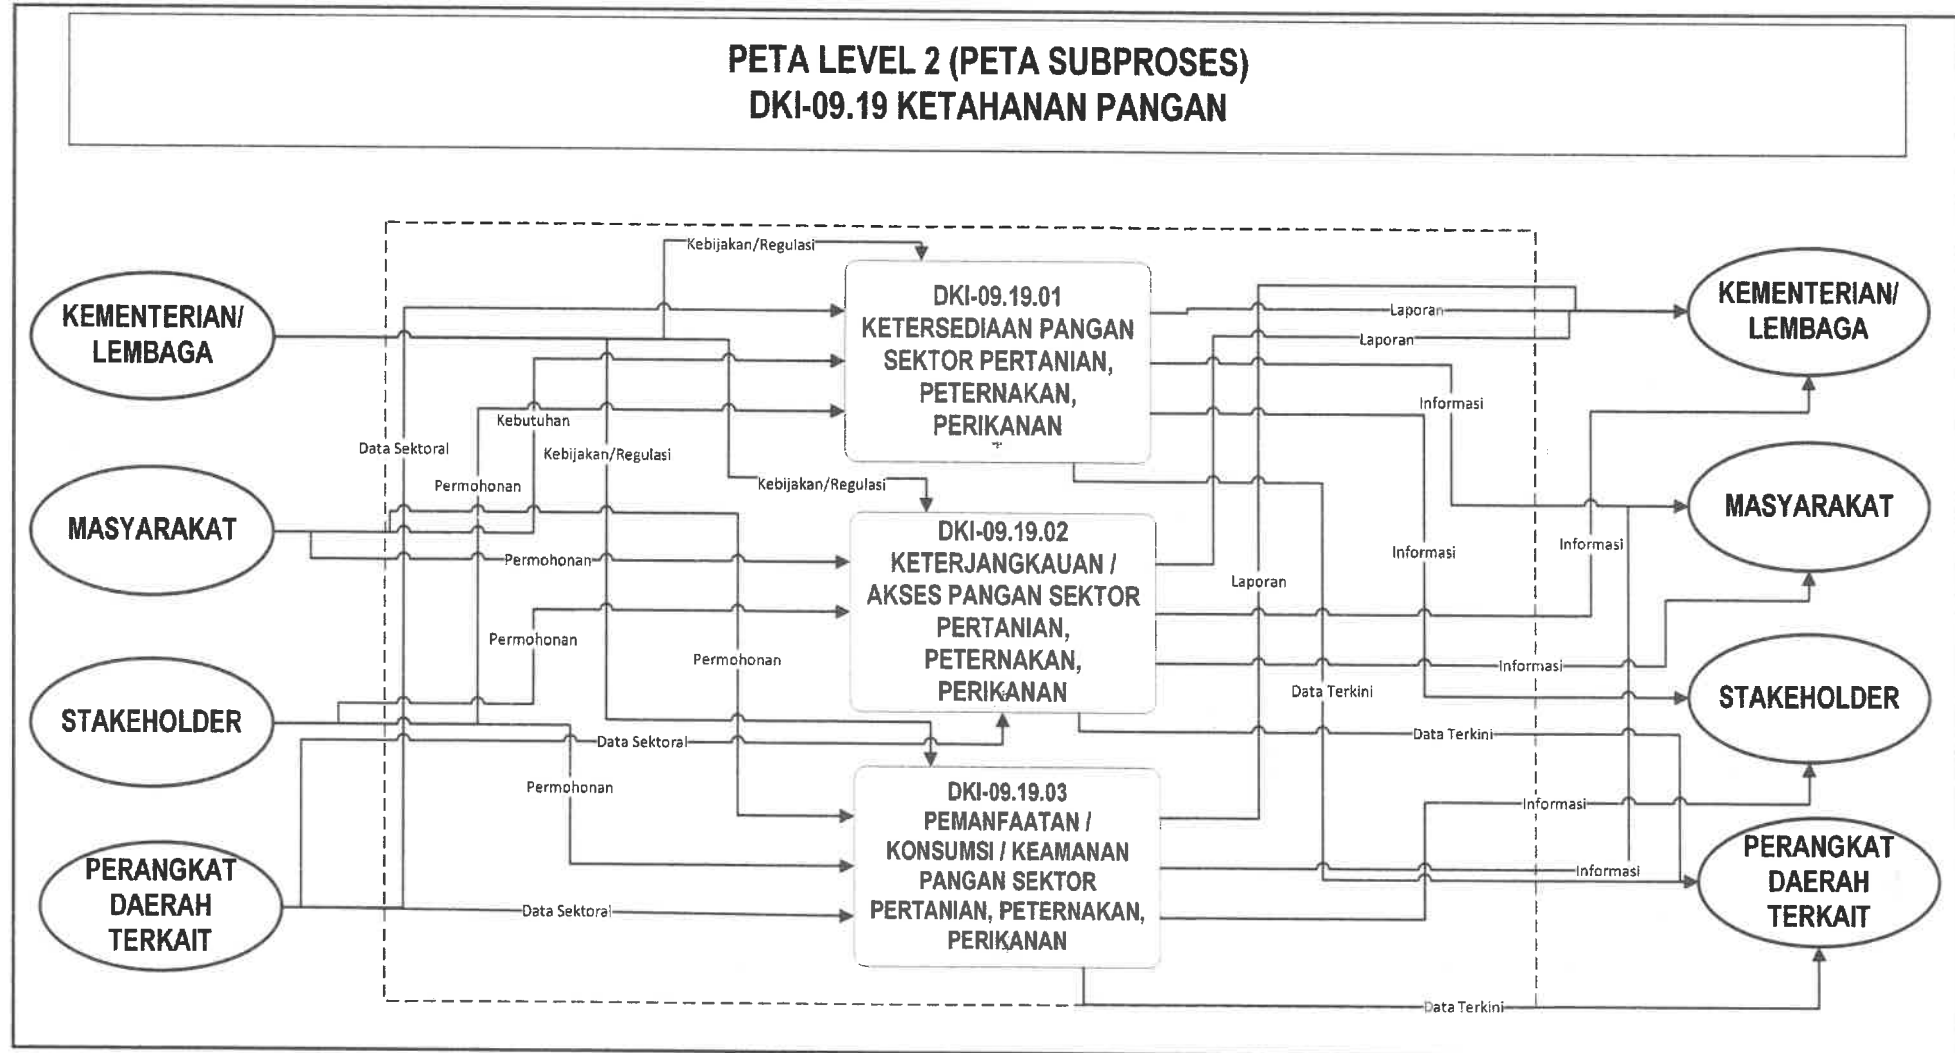 PETA LEVEL 2 (PETA SUBPROSES)
DKI-09.19 KETAHANAN PANGAN
KEMENTERIAN/
LEMBAGA
MASYARAKAT
STAKEHOLDER
PERANGKAT
DAERAH
TERKAIT
Kebijakan/Regulasi
Kebutuhan
Data Sektoral
Kebijakan/Regulasi
Permohonan
Kebijakan/Regulasi
Permohonan
Permohonan
Permohonan
Data Sektoral
Permohonan
Data Sektoral
DKI-09.19.01
KETERSEDIAAN PANGAN
SEKTOR PERTANIAN,
PETERNAKAN,
PERIKANAN
DKI-09.19.02
KETERJANGKAUAN /
AKSES PANGAN SEKTOR
PERTANIAN,
PETERNAKAN,
PERIKANAN
DKI-09.19.03
PEMANFAATAN /
KONSUMSI / KEAMANAN
PANGAN SEKTOR
PERTANIAN, PETERNAKAN,
PERIKANAN
Laporan
Laporan
Informasi
Informasi
Informasi
Laporan
Informasi
Data Terkini
Data Terkini
Informasi
Informasi
Data Terkini
KEMENTERIAN/
LEMBAGA
MASYARAKAT
STAKEHOLDER
PERANGKAT
DAERAH
TERKAIT